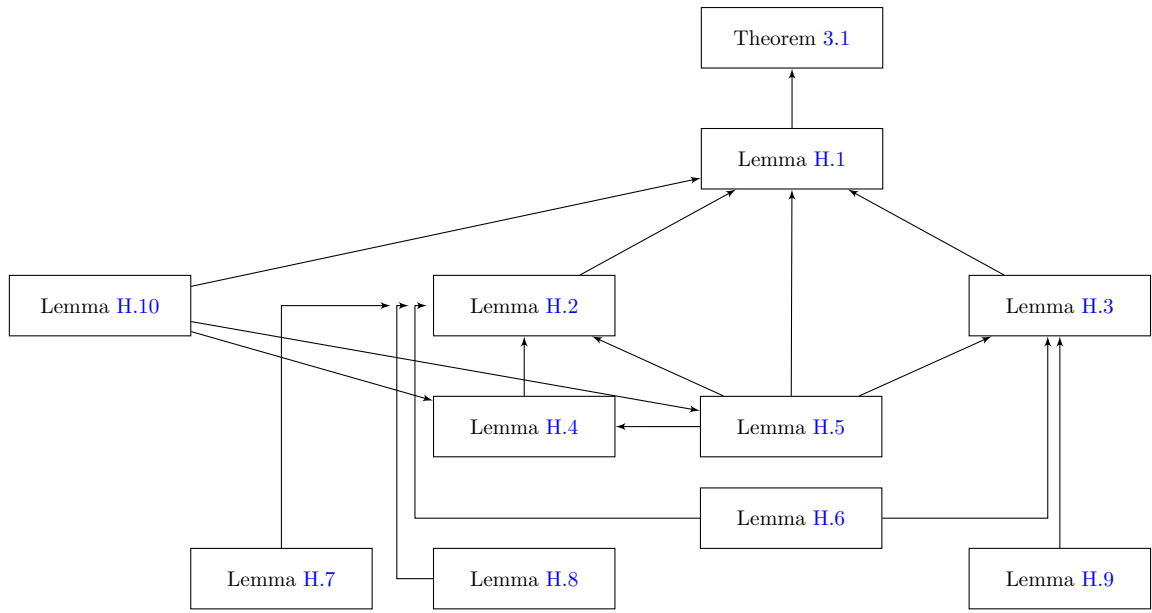 Theorem 3.1
Lemma H.1
Lemma H.10
Lemma H.2
Lemma H.3
Lemma H.4
Lemma H.5
Lemma H.6
Lemma H.7
Lemma H.8
Lemma H.9